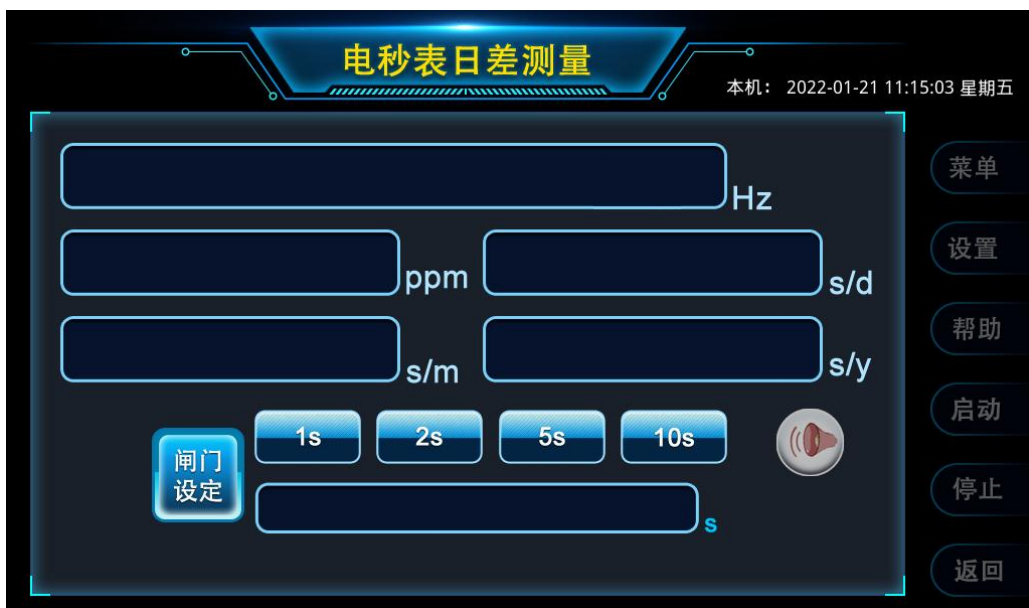 电秒表日差测量
本机： 2022-01-21 11:15:03 星期五
菜单
Hz
设置
ppm
s/d
帮助
s/m
s/y
启动
1s 2s 5s 10s
闸门
设定
停止
s
返回